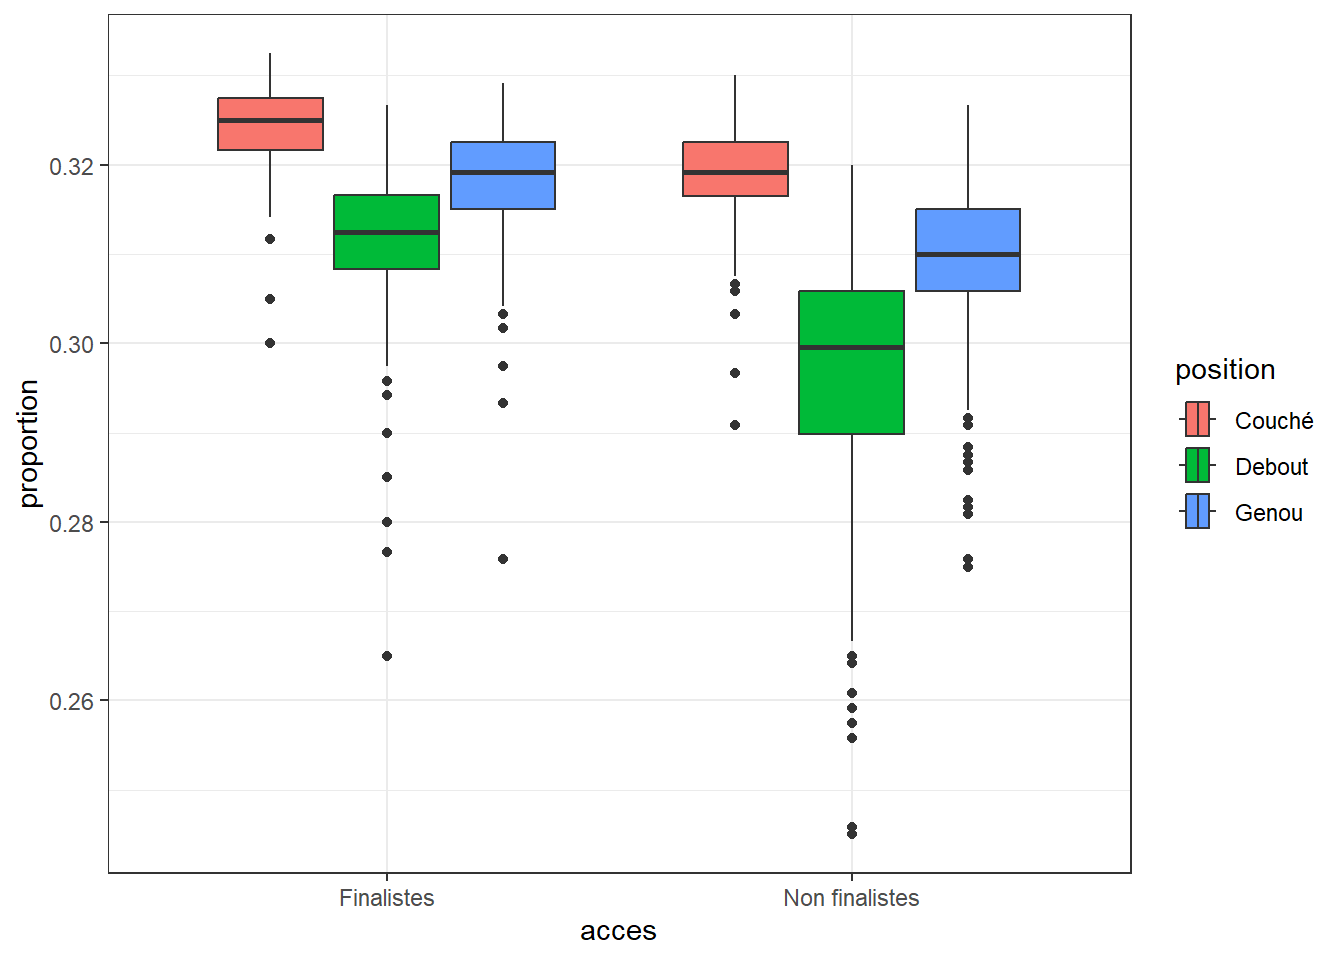 proportion
0.32
0.30
0.28
0.26
Finalistes
Non finalistes
acces
position
Couché
Debout
Genou